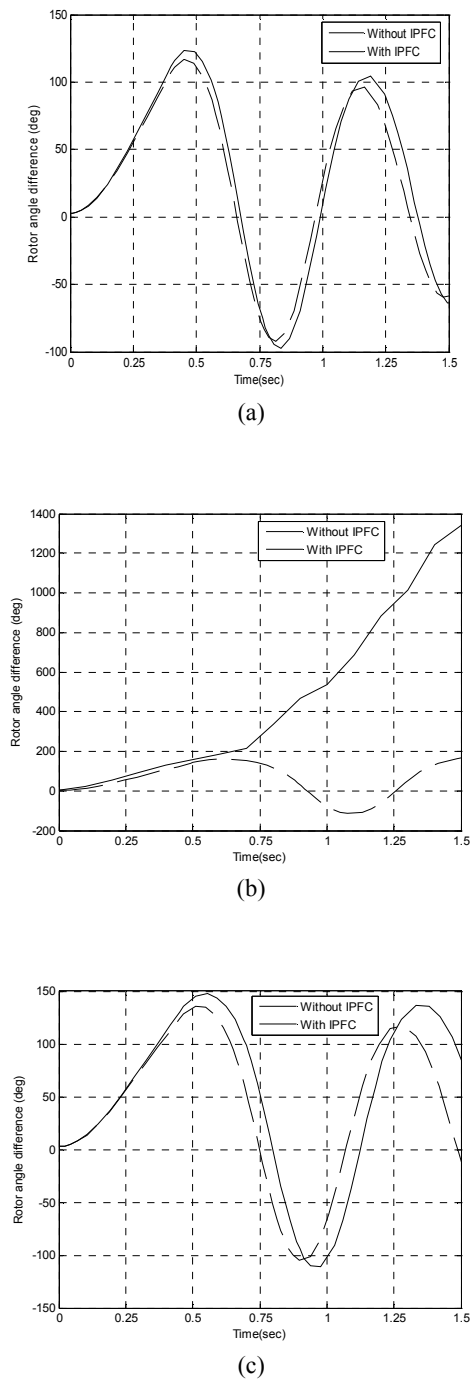 150
100
50
0
-50
-100
Rotor angle difference (deg)
Without IPFC
With IPFC
0 0.25 0.5 0.75 1 1.25 1.5
Time(sec)
(a)
1400
1200
1000
800
600
400
200
0
-200
Rotor angle difference (deg)
Without IPFC
With IPFC
0 0.25 0.5 0.75 1 1.25 1.5
Time(sec)
(b)
150
100
50
0
-50
-100
-150
Rotor angle difference (deg)
Without IPFC
With IPFC
0 0.25 0.5 0.75 1 1.25 1.5
Time(sec)
(c)